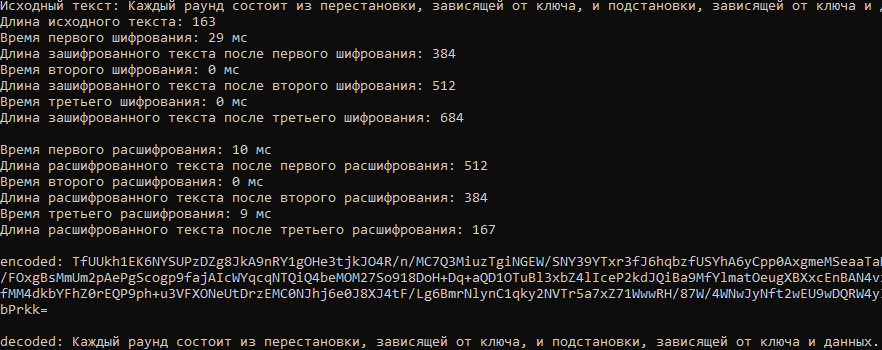 Исходный текст: Каждый раунд состоит из перестановки, зависящей от ключа, и подстановки, зависящей от ключа и
Длина исходного текста: 163
Время первого шифрования: 29 мс
Длина зашифрованного текста после первого шифрования: 384
Время второго шифрования: 0 мс
Длина зашифрованного текста после второго шифрования: 512
Время третьего шифрования: 0 мс
Длина зашифрованного текста после третьего шифрования: 684
Время первого расшифрования: 10 мс
Длина расшифрованного текста после первого расшифрования: 512
Время второго расшифрования: 0 мс
Длина расшифрованного текста после второго расшифрования: 384
Время третьего расшифрования: 9 мс
Длина расшифрованного текста после третьего расшифрования: 167
encoded: TfUUkh1EK6NYSUPzDZg8JkA9nRY1gOHe3tjkJO4R/n/MC7Q3MiuzTgiNGEW/SNY39YTxr3fJ6hqbzfUSYhA6yCpp0AxgmeMSeaaTa
/FOxgBsMmUm2pAePgScogp9fajAIcWYqcqNTQiQ4beMOM27So918DoH+Dq+aQD1OTuBl3xbZ4lIceP2kdJQiBa9MfYlmatOeugXBXxcEnBAN4v
fMM4dkbYFhZ0rEQP9ph+u3VFXONeUtDrzEMC0NJhj6e0J8XJ4tF/Lg6BmrNlynC1qky2NVTr5a7xZ71WwwRH/87W/4WNwJyNft2wEU9wDQRW4y
bPrkk=
decoded: Каждый раунд состоит из перестановки, зависящей от ключа, и подстановки, зависящей от ключа и данных.